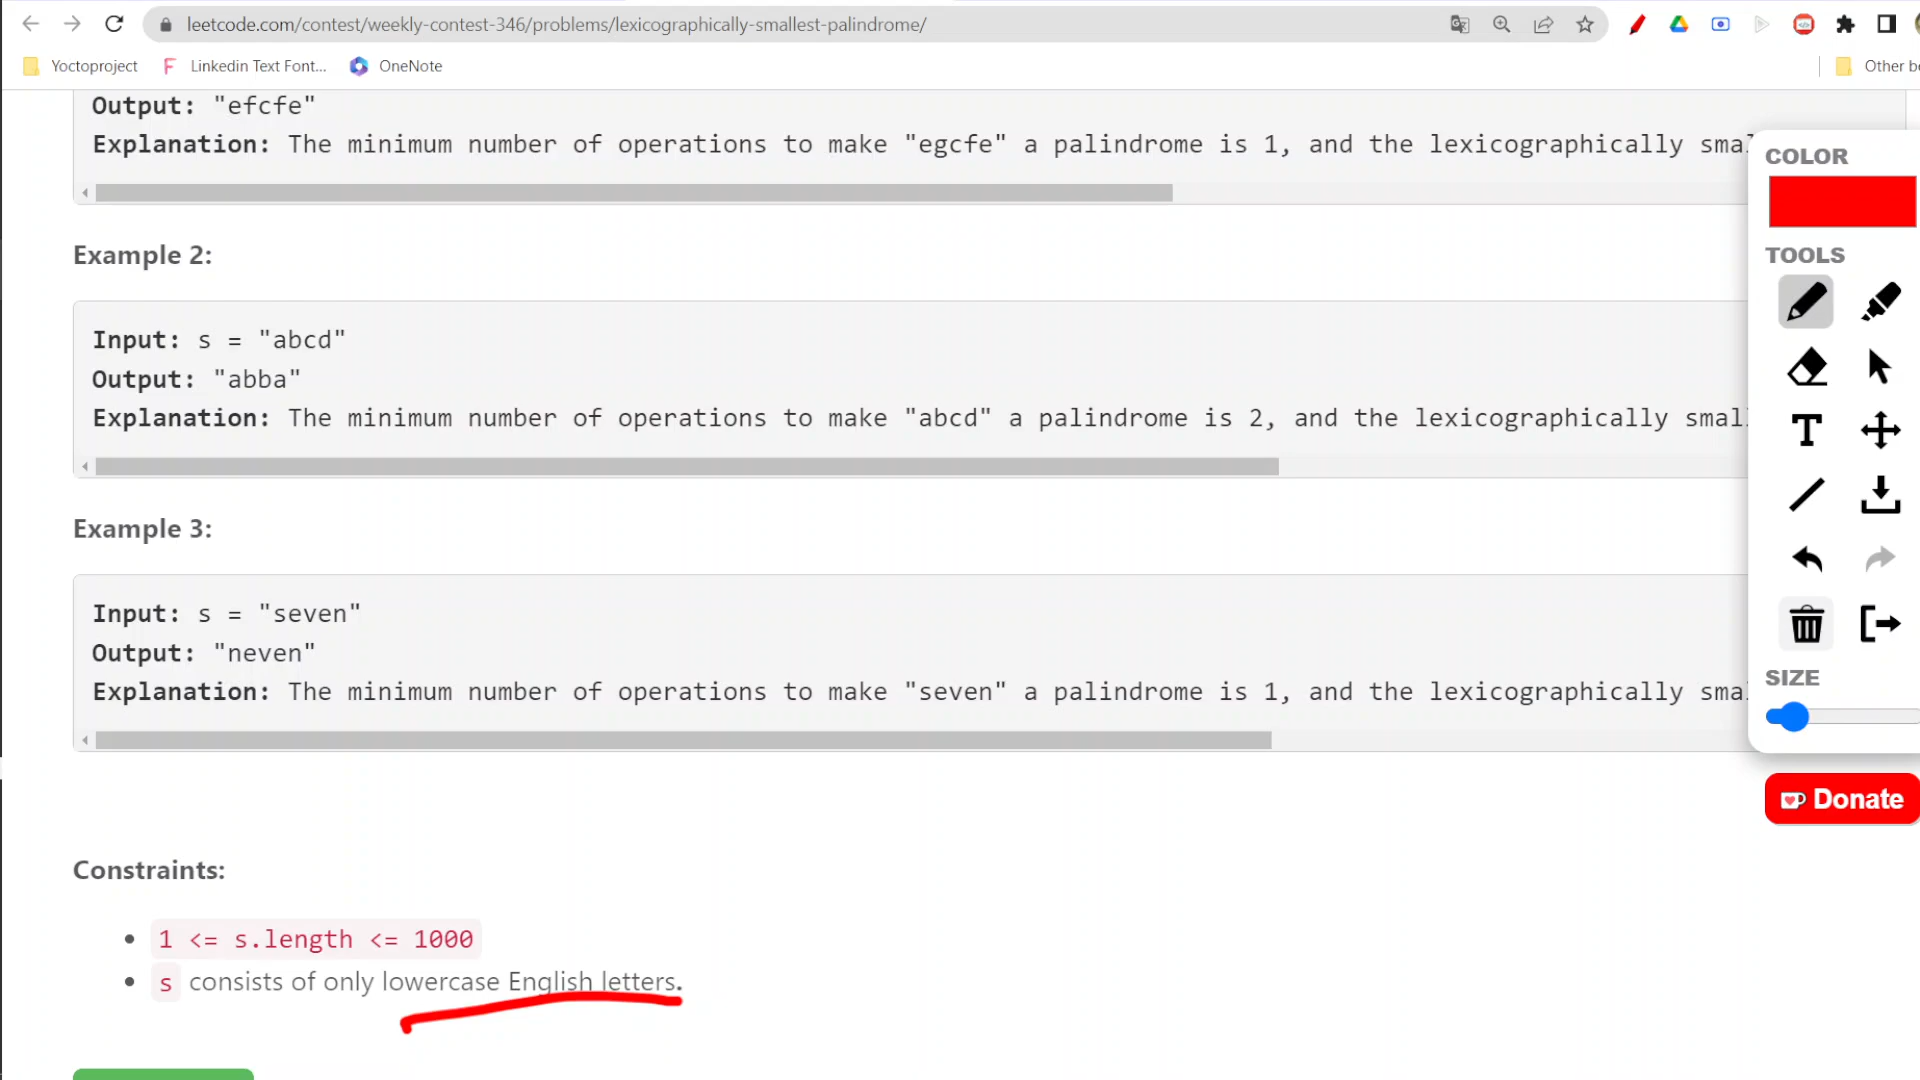 leetcode.com/contest/weekly-contest-346/problems/lexicographically-smallest-palindrome/
Yoctoproject
F Linkedin Text Font...
OneNote
Other
Output: "efcfe"
Explanation: The minimum number of operations to make "egcfe" a palindrome is 1, and the lexicographically
Example 2:
Input: s = "abcd"
Output: "abba"
Explanation: The minimum number of operations to make "abcd" a palindrome is 2, and the lexicographically
Example 3:
Input: s = "seven"
Output: "neven"
Explanation: The minimum number of operations to make "seven" a palindrome is 1, and the lexicographically
Constraints:
1 <= s.length <= 1000
s consists of only lowercase English letters.
COLOR
TOOLS
T
SIZE
Donate